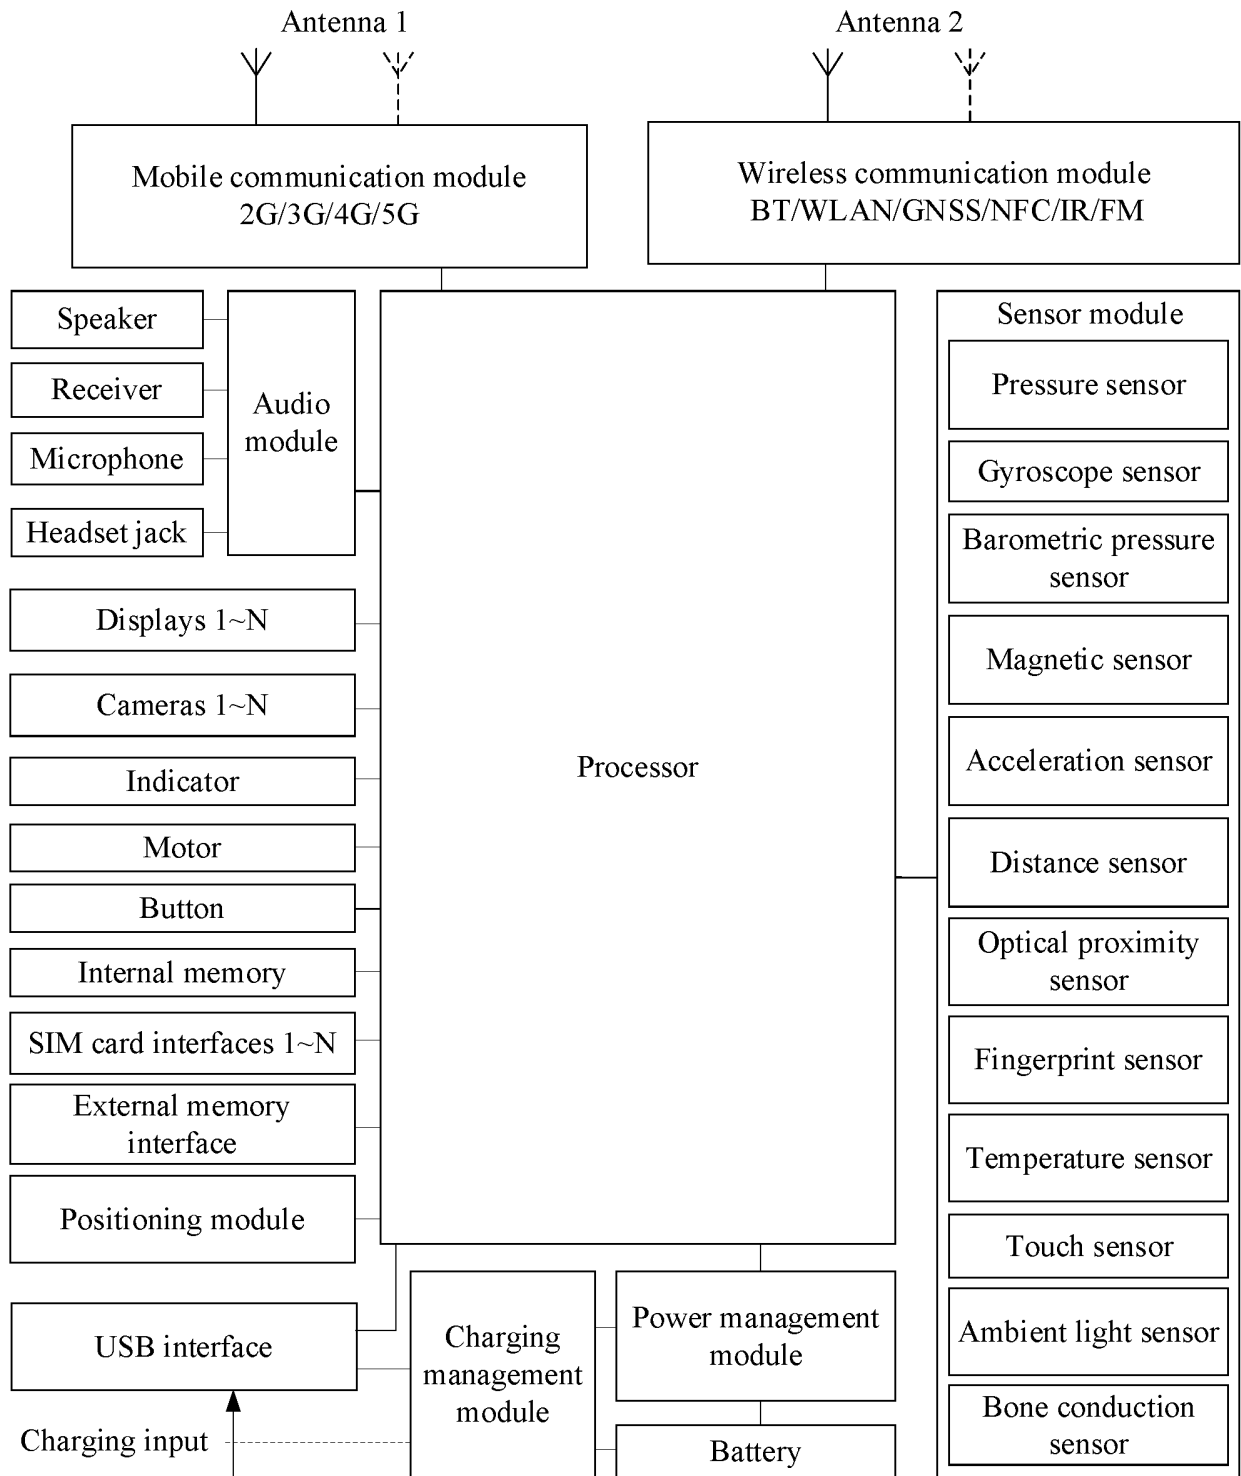 Antenna 1
Antenna 2
Mobile communication module
2G/3G/4G/5G
Wireless communication module
BT/WLAN/GNSS/NFC/IR/FM
Speaker
Receiver
Microphone
Headset jack
Audio
module
Displays 1~N
Cameras 1~N
Indicator
Motor
Button
Internal memory
SIM card interfaces 1~N
External memory
interface
Positioning module
USB interface
Charging input
Processor
Charging
management
module
Power management
module
Battery
Sensor module
Pressure sensor
Gyroscope sensor
Barometric pressure
sensor
Magnetic sensor
Acceleration sensor
Distance sensor
Optical proximity
sensor
Fingerprint sensor
Temperature sensor
Touch sensor
Ambient light sensor
Bone conduction
sensor